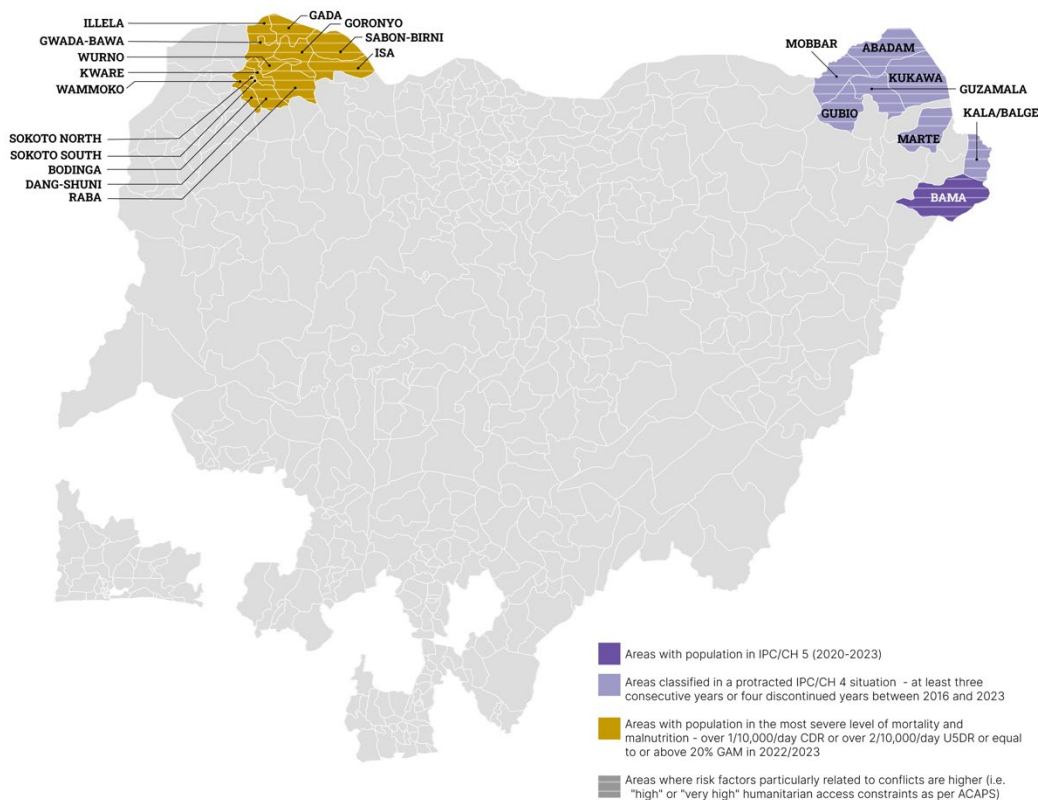 ILLELA
GADA
GORONYO
GWADA-BAWA
SABON-BIRNI
WURNO
ISA
KWARE
WAMMOKO
SOKOTO NORTH
SOKOTO SOUTH
BODINGA
DANG-SHUNI
RABA
MOBBAR
ABADAM
KUKAWA
GUZAMALA
GUBIO
KALA/BALGE
MARTE
BAMA
Areas with population in IPC/CH 5 (2020-2023)
Areas classified in a protracted IPC/CH 4 situation - at least three
consecutive years or four discontinued years between 2016 and 2023
Areas with population in the most severe level of mortality and
malnutrition - over 1/10,000/day CDR or over 2/10,000/day U5DR or equal
to or above 20% GAM in 2022/2023
Areas where risk factors particularly related to conflicts are higher (i.e.
"high" or "very high" humanitarian access constraints as per ACAPS)